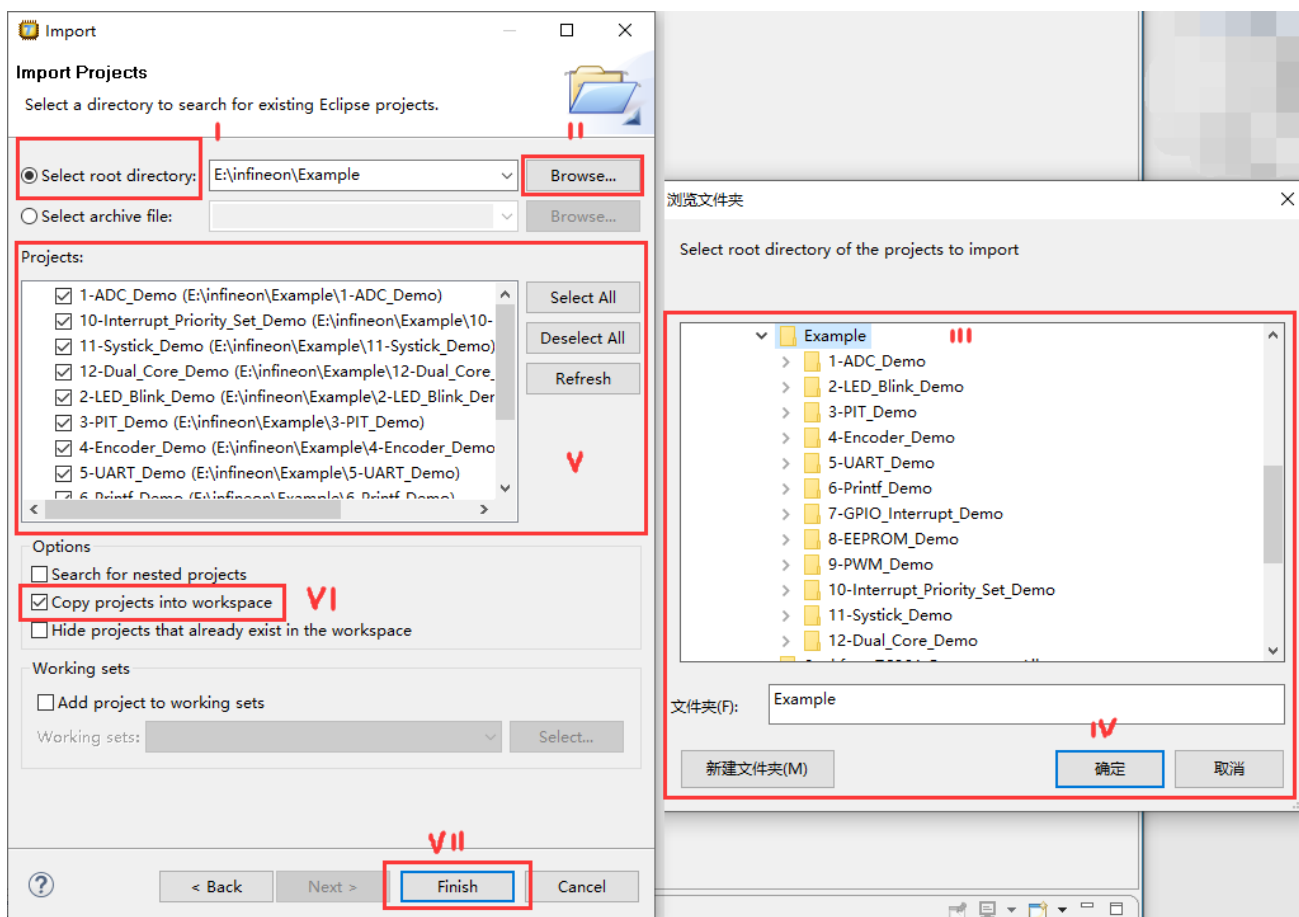 Import
Import Projects
Select a directory to search for existing Eclipse projects.
I
II
Select root directory:
E:\infineon\Example
Browse...
Select archive file:
Browse...
Projects:
1-ADC_Demo (E:\infineon\Example\1-ADC_Demo)
10-Interrupt_Priority_Set_Demo (E:\infineon\Example\10-
11-Systick_Demo (E:\infineon\Example\11-Systick_Demo)
12-Dual_Core_Demo (E:\infineon\Example\12-Dual_Core_
2-LED_Blink_Demo (E:\infineon\Example\2-LED_Blink_Der
3-PIT_Demo (E:\infineon\Example\3-PIT_Demo)
4-Encoder_Demo (E:\infineon\Example\4-Encoder_Demo
5-UART_Demo (E:\infineon\Example\5-UART_Demo)
6-Printf_Demo (E:\infineon\Example\6-Printf_Demo)
Select All
Deselect All
Refresh
V
Options
Search for nested projects
Copy projects into workspace
VI
Hide projects that already exist in the workspace
Working sets
Add project to working sets
Working sets:
Select...
VII
?
< Back
Next >
Finish
Cancel
浏览文件夹
Select root directory of the projects to import
Example
III
1-ADC_Demo
2-LED_Blink_Demo
3-PIT_Demo
4-Encoder_Demo
5-UART_Demo
6-Printf_Demo
7-GPIO_Interrupt_Demo
8-EEPROM_Demo
9-PWM_Demo
10-Interrupt_Priority_Set_Demo
11-Systick_Demo
12-Dual_Core_Demo
文件夹(F):
Example
IV
新建文件夹(M)
确定
取消